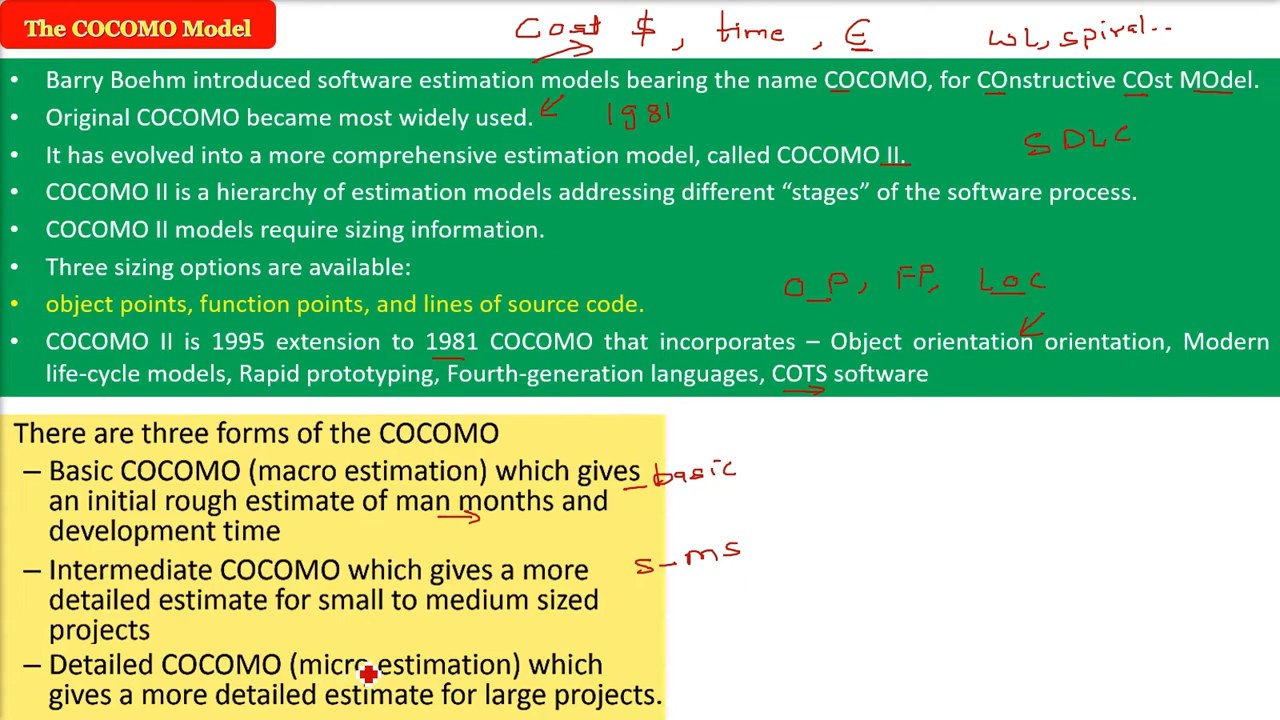 The COCOMO Model
Cost $, time, E
WL, spiral..
• Barry Boehm introduced software estimation models bearing the name COCOMO, for COnstructive COst MOdel.
• Original COCOMO became most widely used.
1981
SDLC
• It has evolved into a more comprehensive estimation model, called COCOMO II.
• COCOMO II is a hierarchy of estimation models addressing different “stages” of the software process.
• COCOMO II models require sizing information.
• Three sizing options are available:
O P, FP, LOC
• object points, function points, and lines of source code.
• COCOMO II is 1995 extension to 1981 COCOMO that incorporates – Object orientation orientation, Modern
life-cycle models, Rapid prototyping, Fourth-generation languages, COTS software
There are three forms of the COCOMO
– Basic COCOMO (macro estimation) which gives
basic
an initial rough estimate of man months and
development time
– Intermediate COCOMO which gives a more
s-ms
detailed estimate for small to medium sized
projects
– Detailed COCOMO (micro estimation) which
gives a more detailed estimate for large projects.